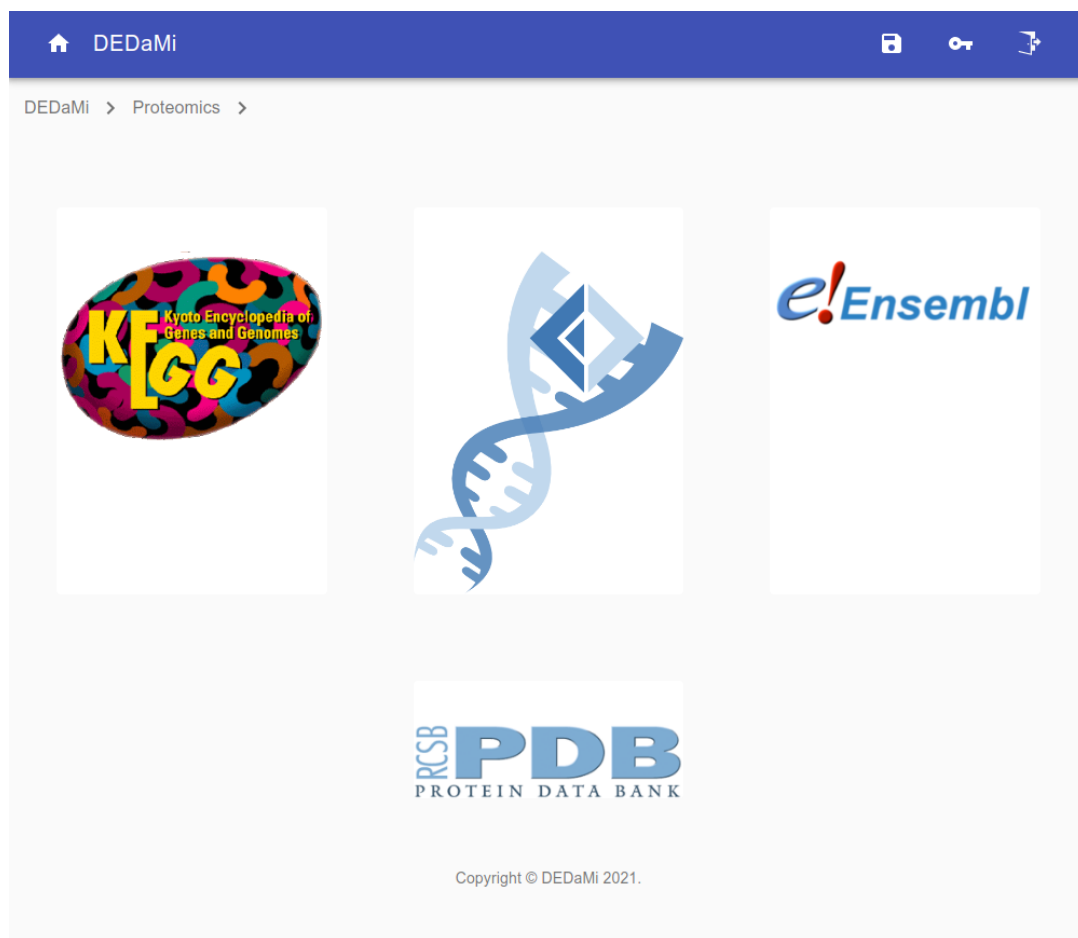 DEDaMi
DEDaMi > Proteomics >
KEGG
Kyoto Encyclopedia of
Genes and Genomes
e!Ensembl
RCSB
PDB
PROTEIN DATA BANK
Copyright © DEDaMi 2021.